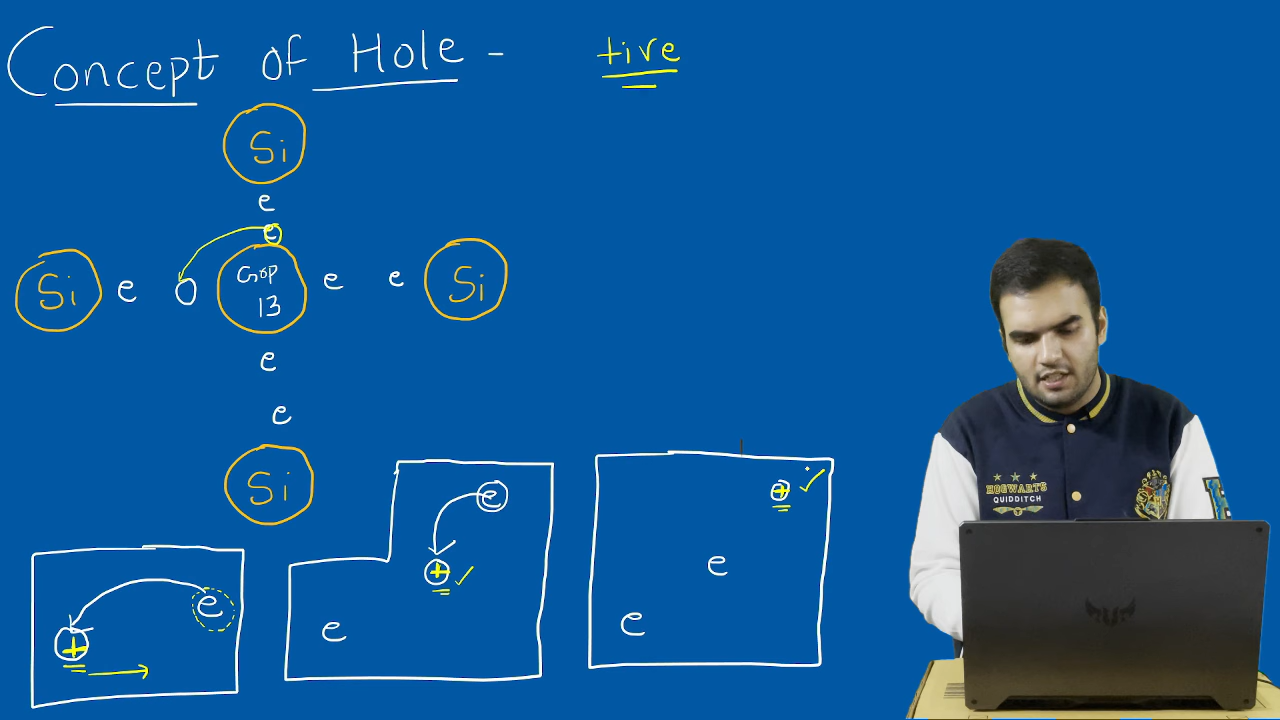 Concept of Hole - +ive
Si
e
e
Si e O Grp 13 e e Si
e
e
Si
e
+
e
+
e
+
e
e
HOGWARTS
QUIDDITCH